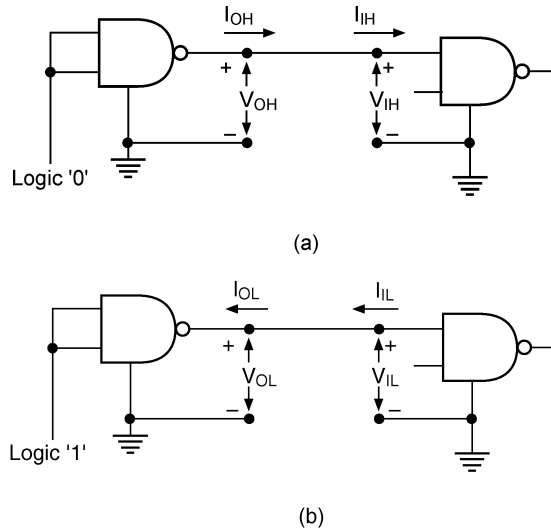 I_OH I_IH
+ +
V_OH V_IH
− −
Logic '0'
(a)
I_OL I_IL
+ +
V_OL V_IL
− −
Logic '1'
(b)